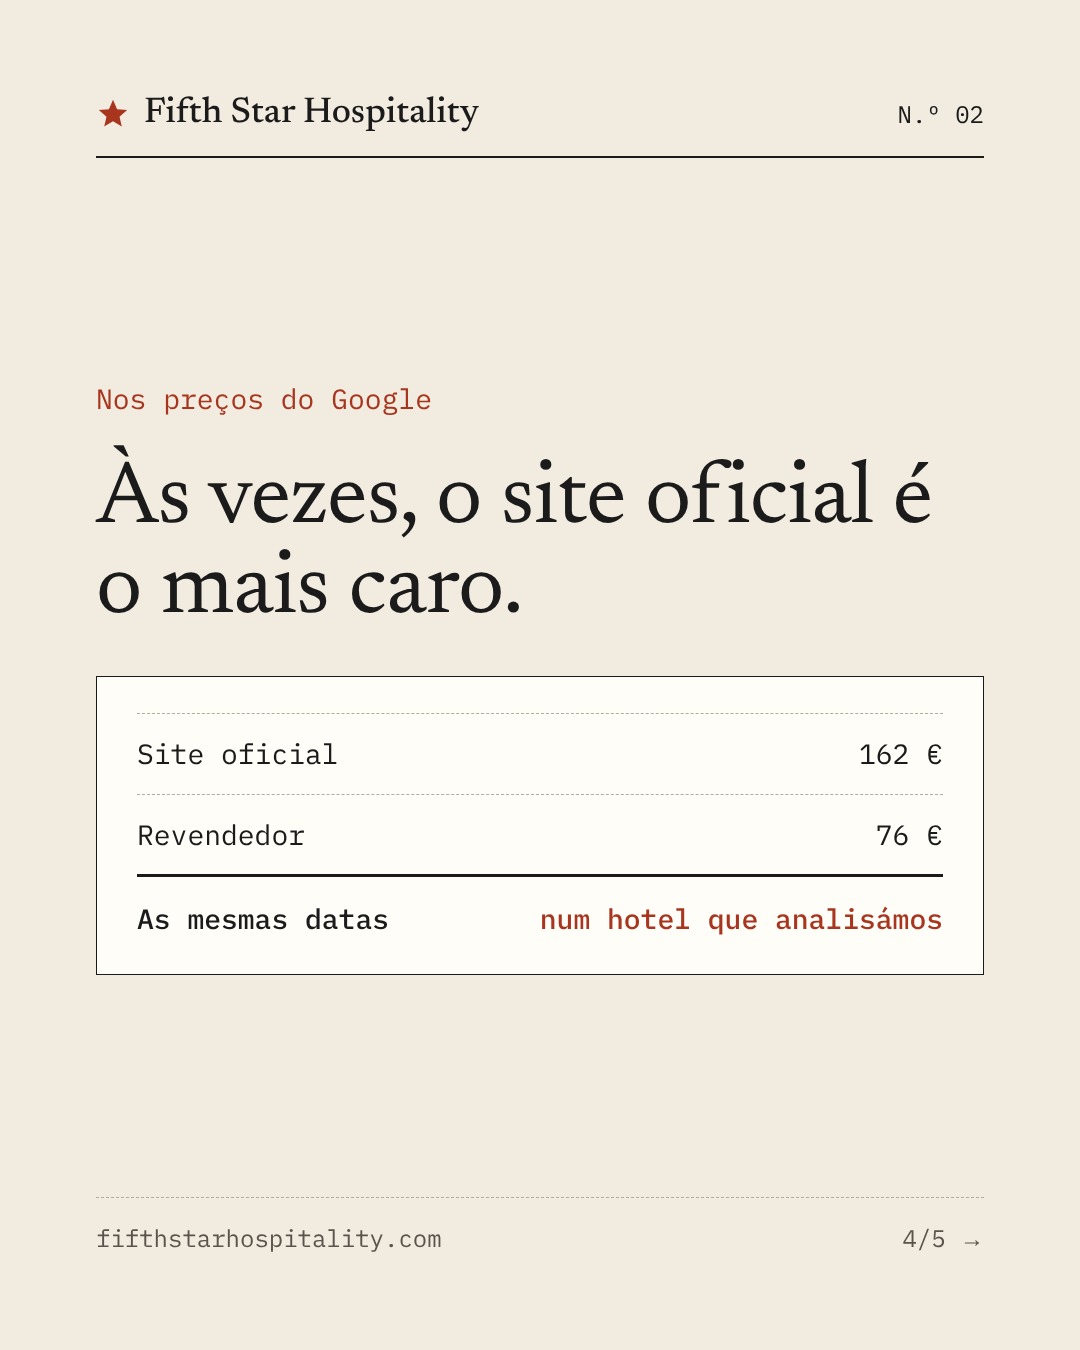 Fifth Star Hospitality
N.º 02
Nos preços do Google
Às vezes, o site oficial é
o mais caro.
Site oficial 162 €
Revendedor 76 €
As mesmas datas num hotel que analisámos
fifthstarhospitality.com
4/5 →